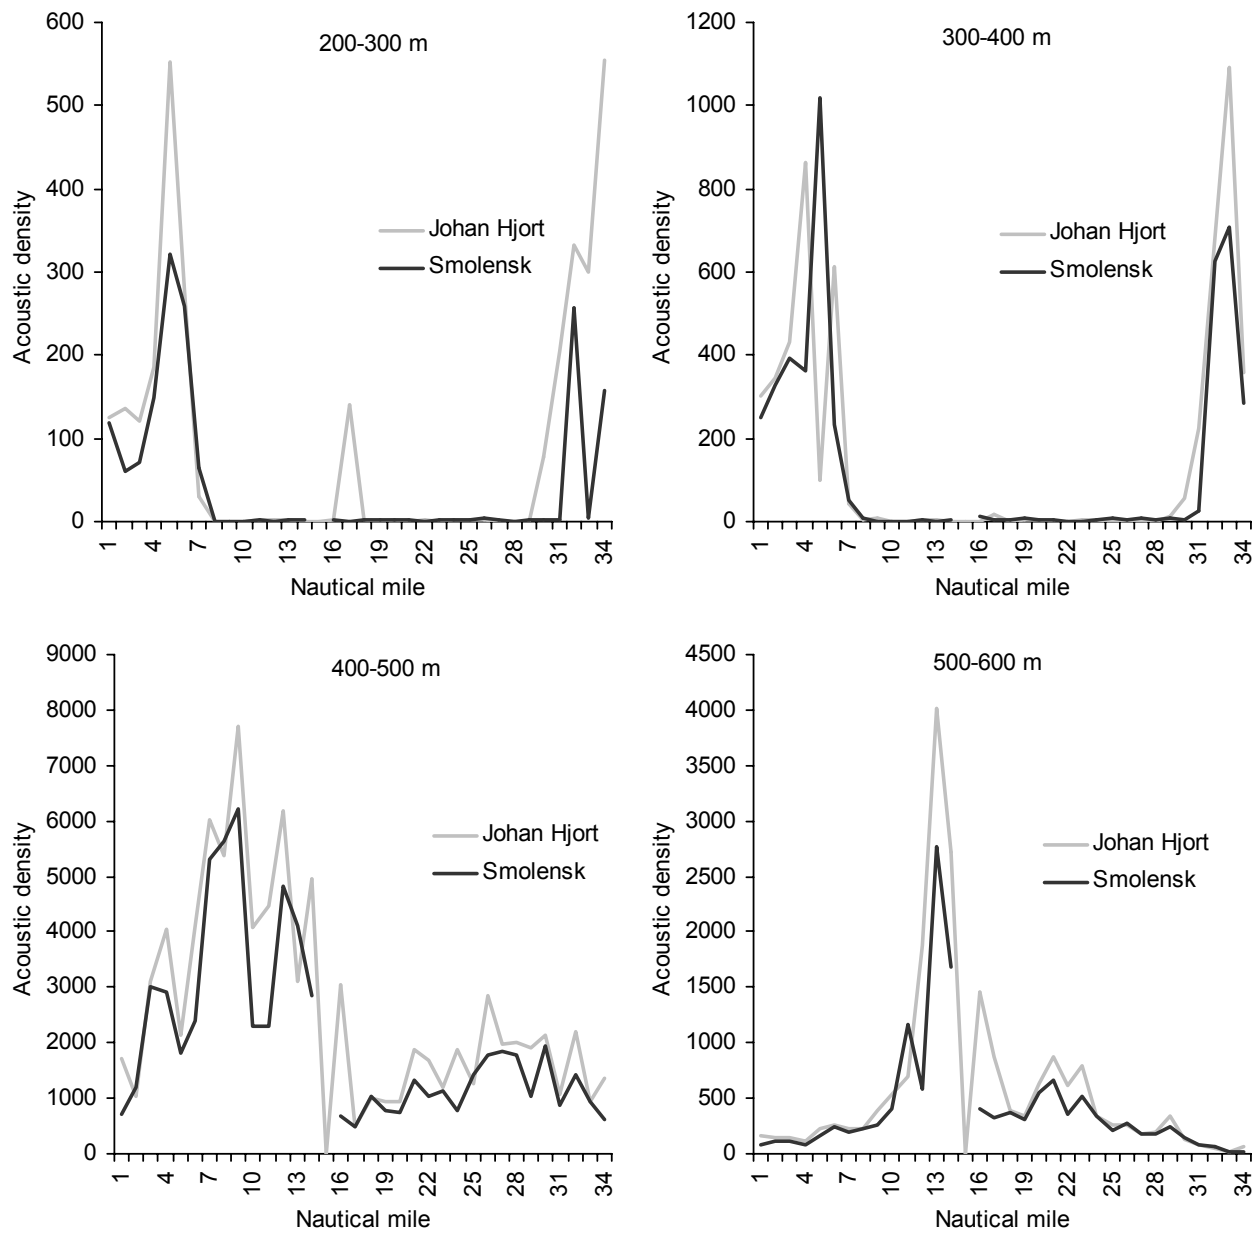 200-300 m
600
500
400
300
200
100
0
Acoustic density
Johan Hjort
Smolensk
1 4 7 10 13 16 19 22 25 28 31 34
Nautical mile
300-400 m
1200
1000
800
600
400
200
0
Acoustic density
Johan Hjort
Smolensk
1 4 7 10 13 16 19 22 25 28 31 34
Nautical mile
400-500 m
9000
8000
7000
6000
5000
4000
3000
2000
1000
0
Acoustic density
Johan Hjort
Smolensk
1 4 7 10 13 16 19 22 25 28 31 34
Nautical mile
500-600 m
4500
4000
3500
3000
2500
2000
1500
1000
500
0
Acoustic density
Johan Hjort
Smolensk
1 4 7 10 13 16 19 22 25 28 31 34
Nautical mile